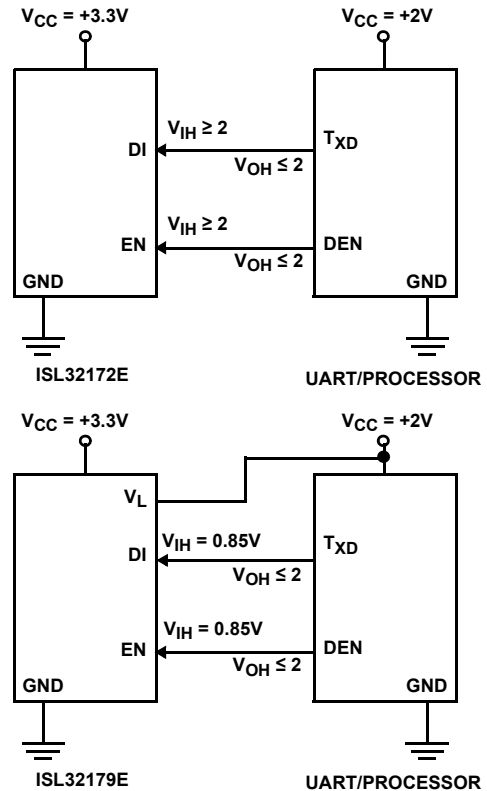 VCC = +3.3V VCC = +2V
VIH ≥ 2
DI TXD
VOH ≤ 2
VIH ≥ 2
EN DEN
VOH ≤ 2
GND GND
ISL32172E UART/PROCESSOR
VCC = +3.3V VCC = +2V
VL
VIH = 0.85V
DI TXD
VOH ≤ 2
VIH = 0.85V
EN DEN
VOH ≤ 2
GND GND
ISL32179E UART/PROCESSOR